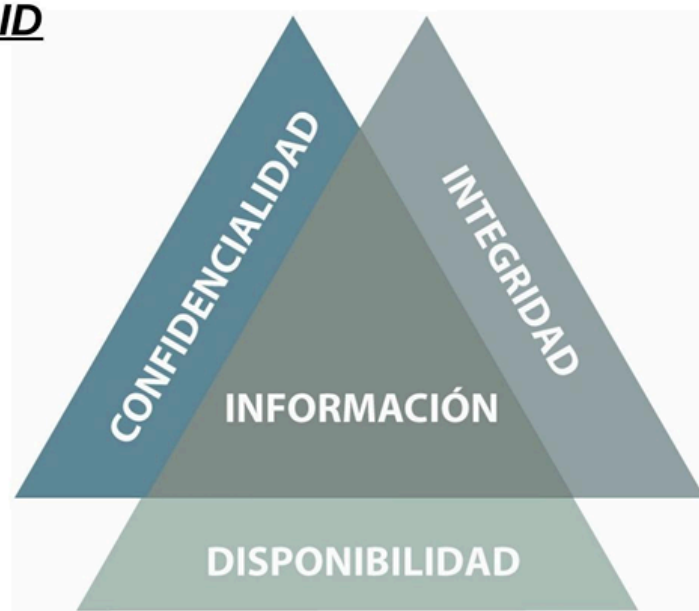 ID
CONFIDENCIALIDAD
INTEGRIDAD
INFORMACIÓN
DISPONIBILIDAD